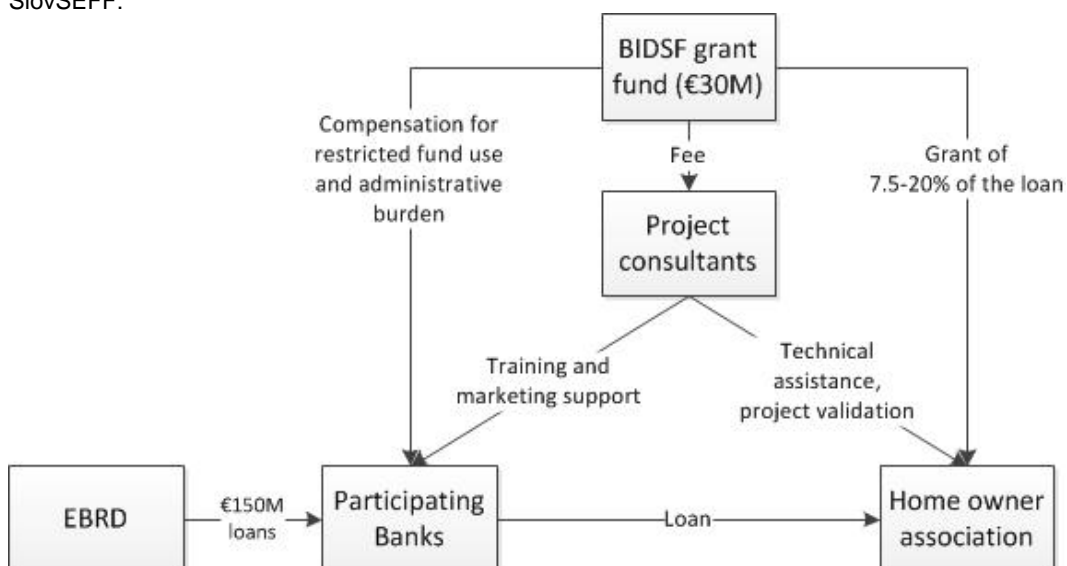 SlovSEFF.
BIDSF grant
fund (€30M)
Compensation for
restricted fund use
and administrative
burden
Fee
Grant of
7.5-20% of the loan
Project
consultants
Training and
marketing support
Technical
assistance,
project validation
EBRD
€150M
loans
Participating
Banks
Loan
Home owner
association